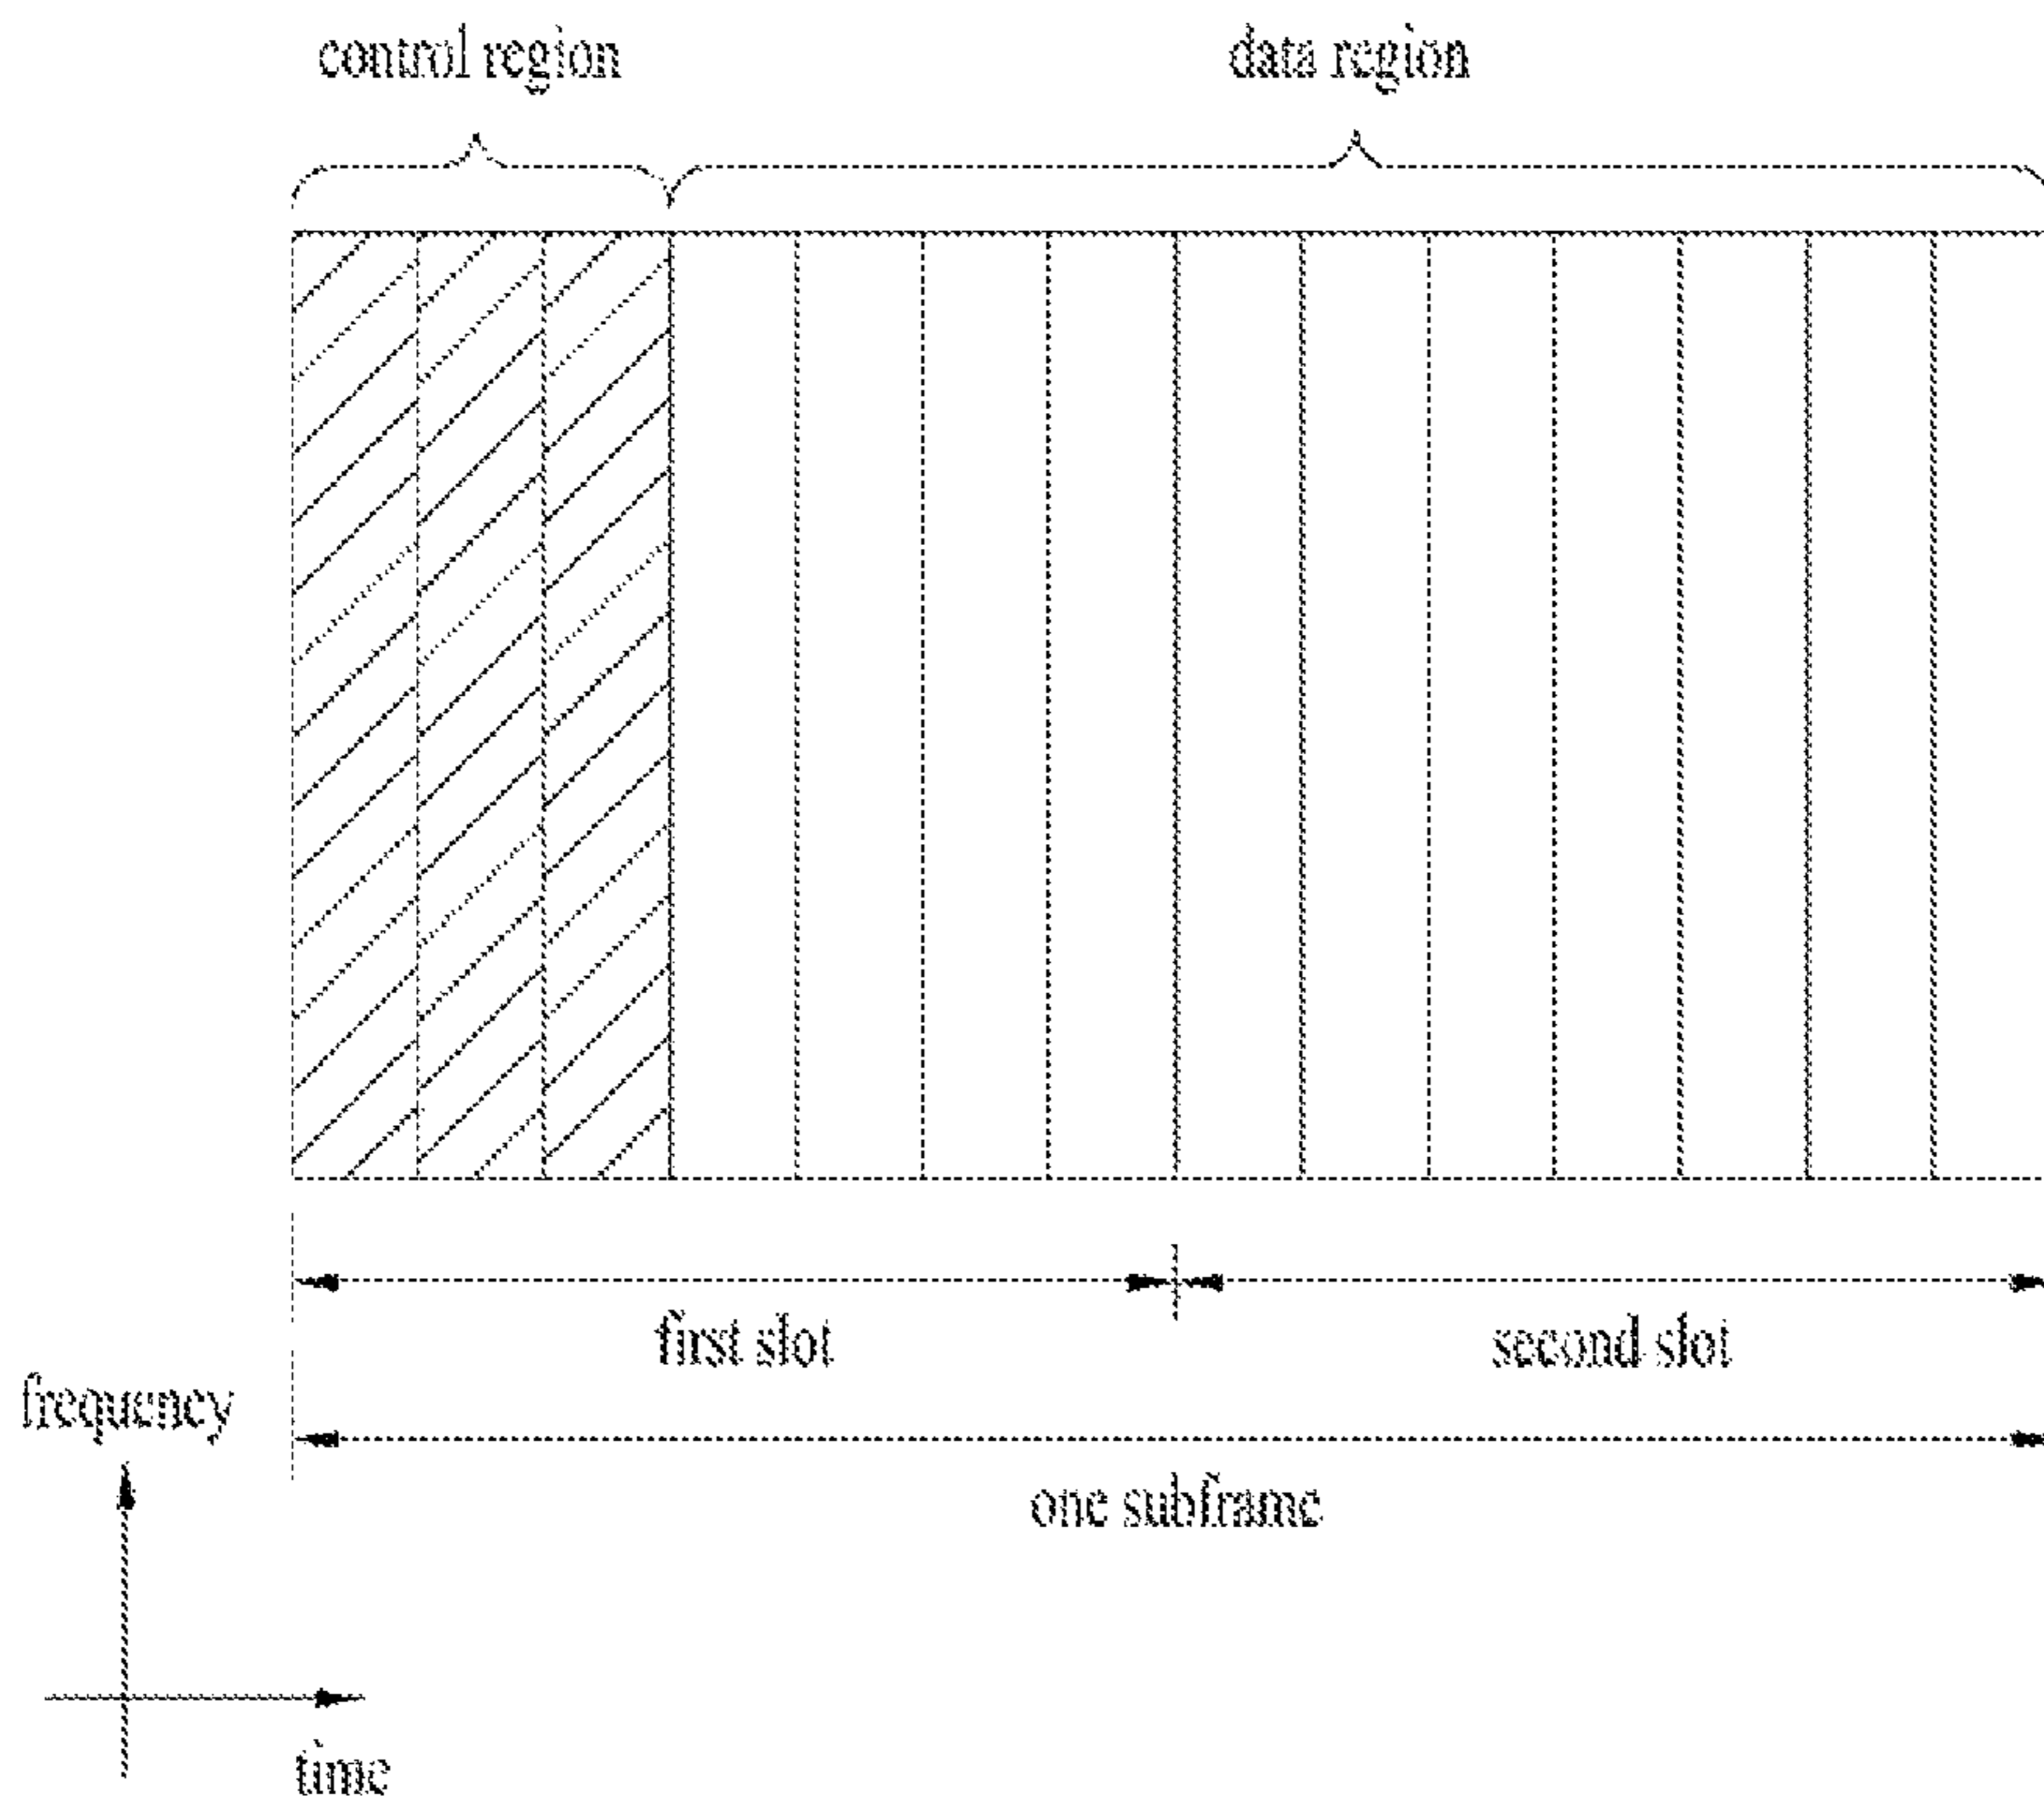 control region
data region
first slot
second slot
frequency
one subframe
time